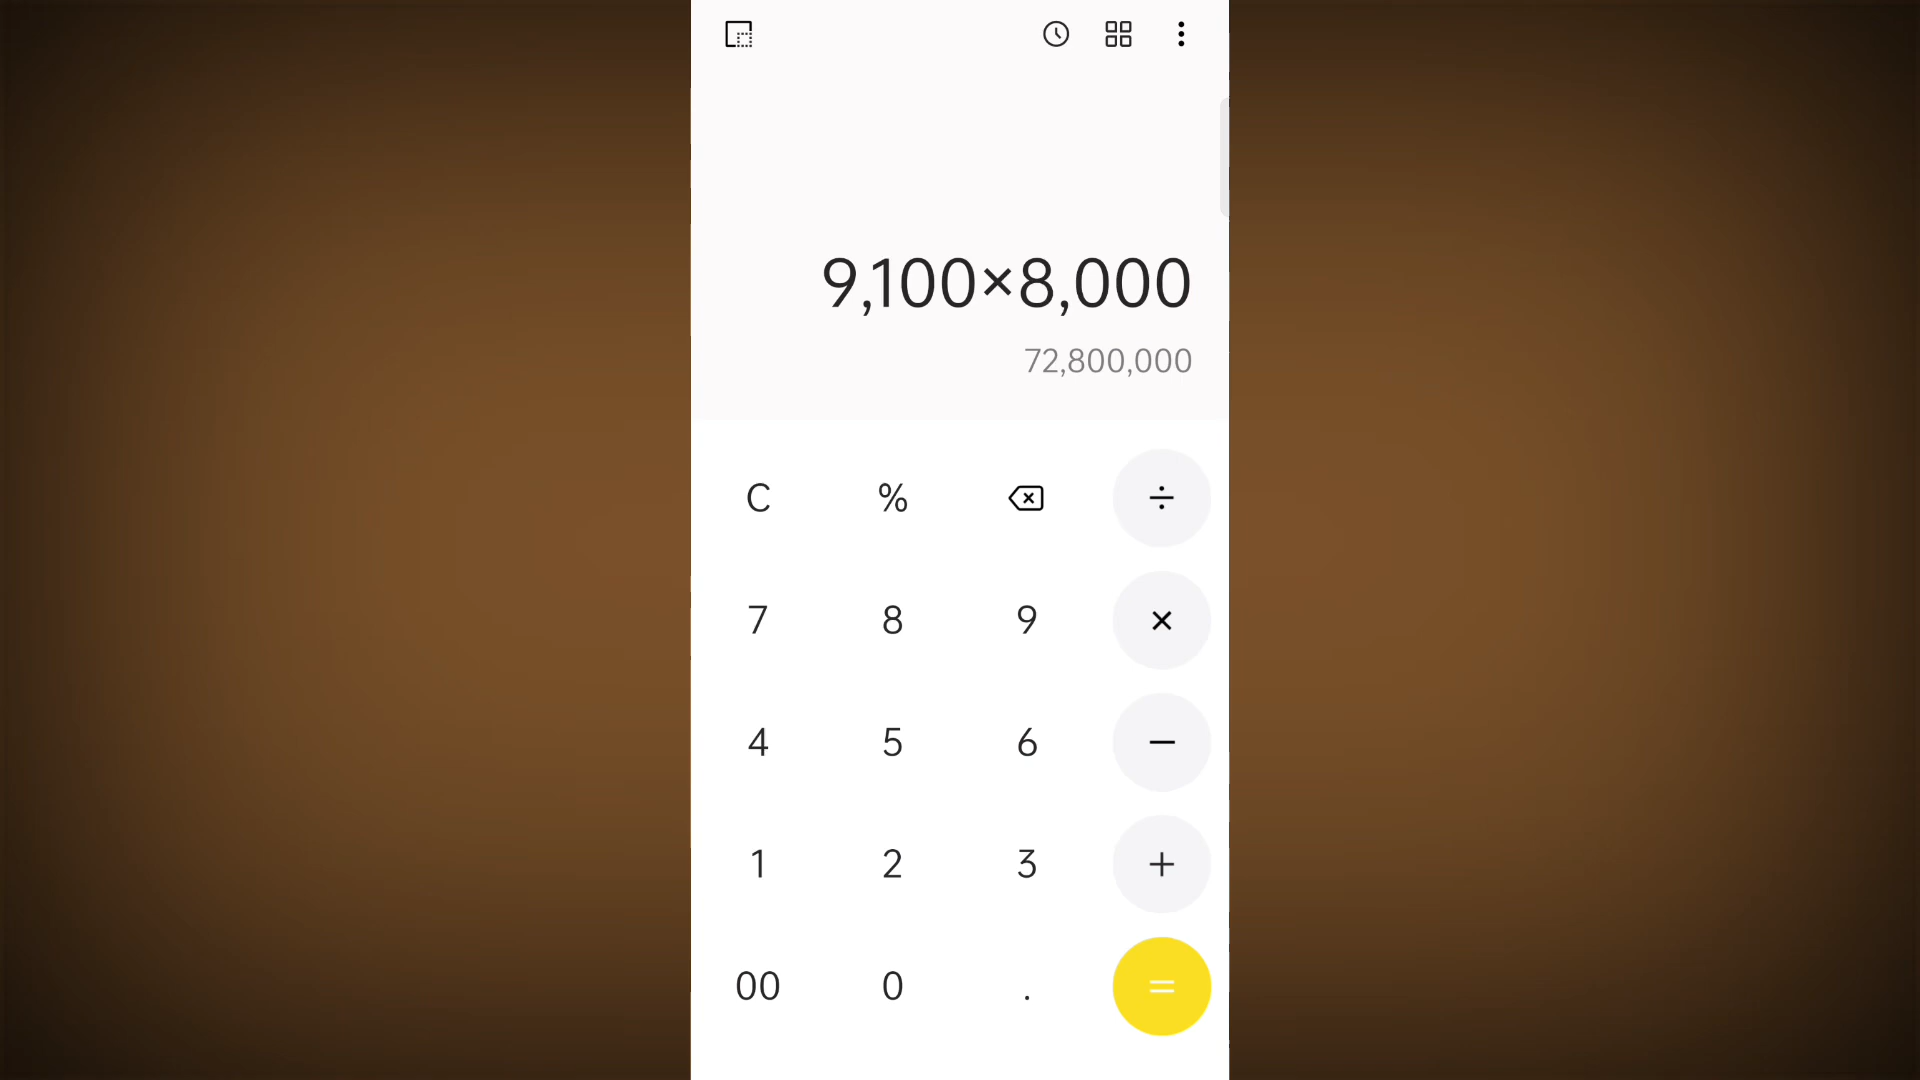 9,100×8,000
72,800,000
C % ÷
7 8 9 ×
4 5 6 −
1 2 3 +
00 0 . =